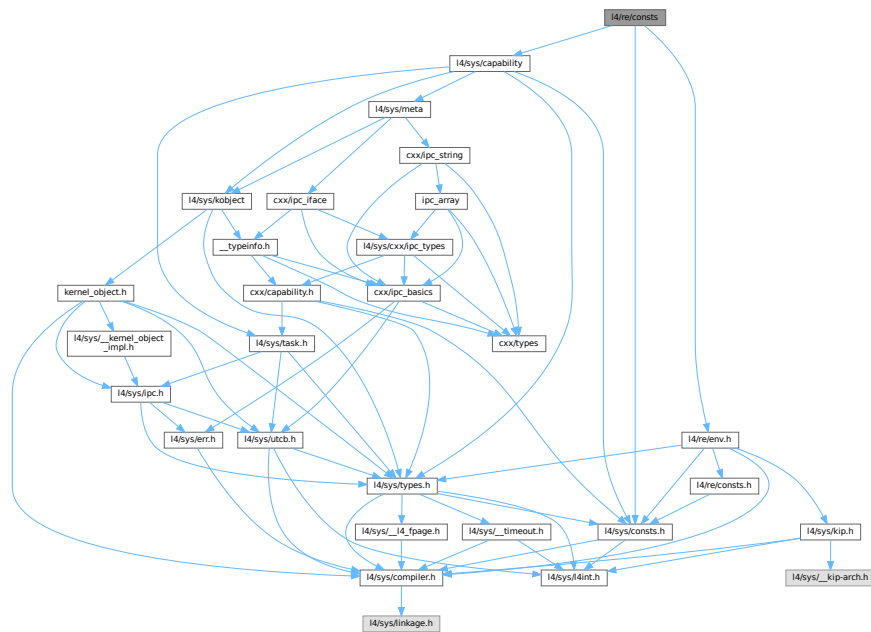 l4/re/consts
l4/sys/capability
l4/sys/meta
cxx/ipc_string
l4/sys/kobject
cxx/ipc_iface
ipc_array
__typeinfo.h
l4/sys/cxx/ipc_types
kernel_object.h
cxx/capability.h
cxx/ipc_basics
l4/sys/__kernel_object
_impl.h
l4/sys/task.h
cxx/types
l4/sys/ipc.h
l4/sys/err.h
l4/sys/utcb.h
l4/re/env.h
l4/sys/types.h
l4/re/consts.h
l4/sys/__l4_fpage.h
l4/sys/__timeout.h
l4/sys/consts.h
l4/sys/kip.h
l4/sys/compiler.h
l4/sys/l4int.h
l4/sys/__kip-arch.h
l4/sys/linkage.h